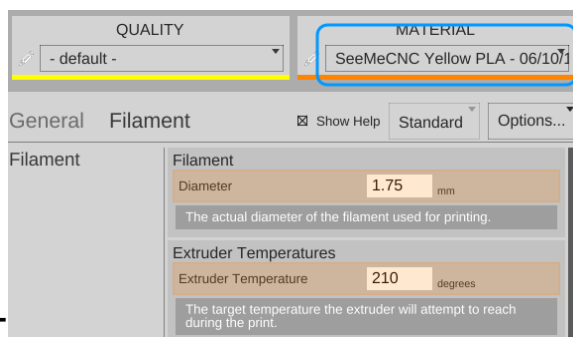 QUALITY MATERIAL
- default - SeeMeCNC Yellow PLA - 06/10/1
General Filament Show Help Standard Options...
Filament
Filament
Diameter 1.75 mm
The actual diameter of the filament used for printing.
Extruder Temperatures
Extruder Temperature 210 degrees
The target temperature the extruder will attempt to reach
during the print.